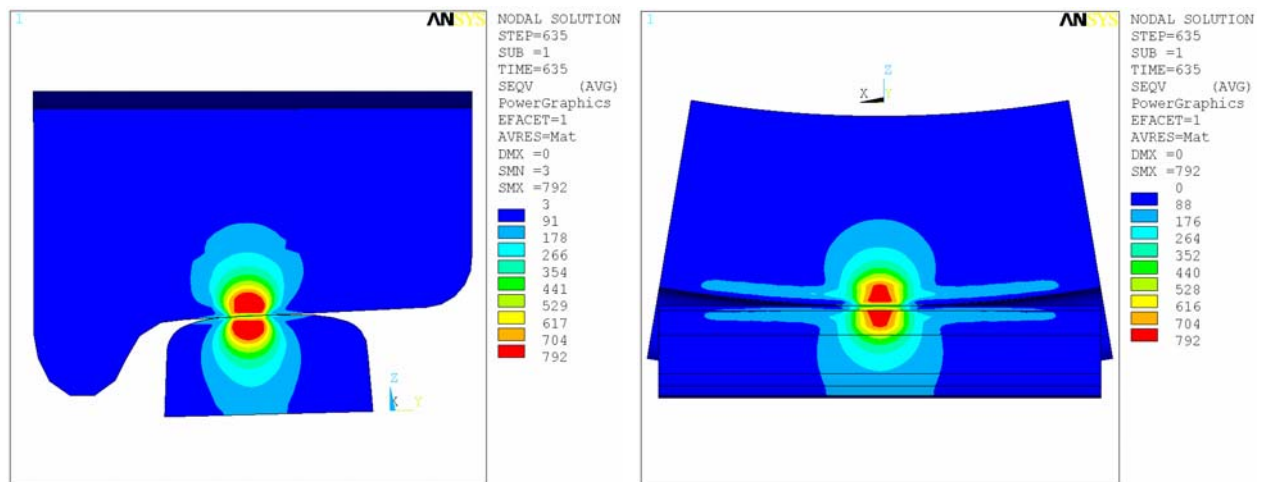 1
ANSYS
NODAL SOLUTION
STEP=635
SUB =1
TIME=635
SEQV (AVG)
PowerGraphics
EFACET=1
AVRES=Mat
DMX =0
SMN =3
SMX =792
3
91
178
266
354
441
529
617
704
792
Z
X Y
1
ANSYS
NODAL SOLUTION
STEP=635
SUB =1
TIME=635
SEQV (AVG)
PowerGraphics
EFACET=1
AVRES=Mat
DMX =0
SMX =792
0
88
176
264
352
440
528
616
704
792
Z
X Y